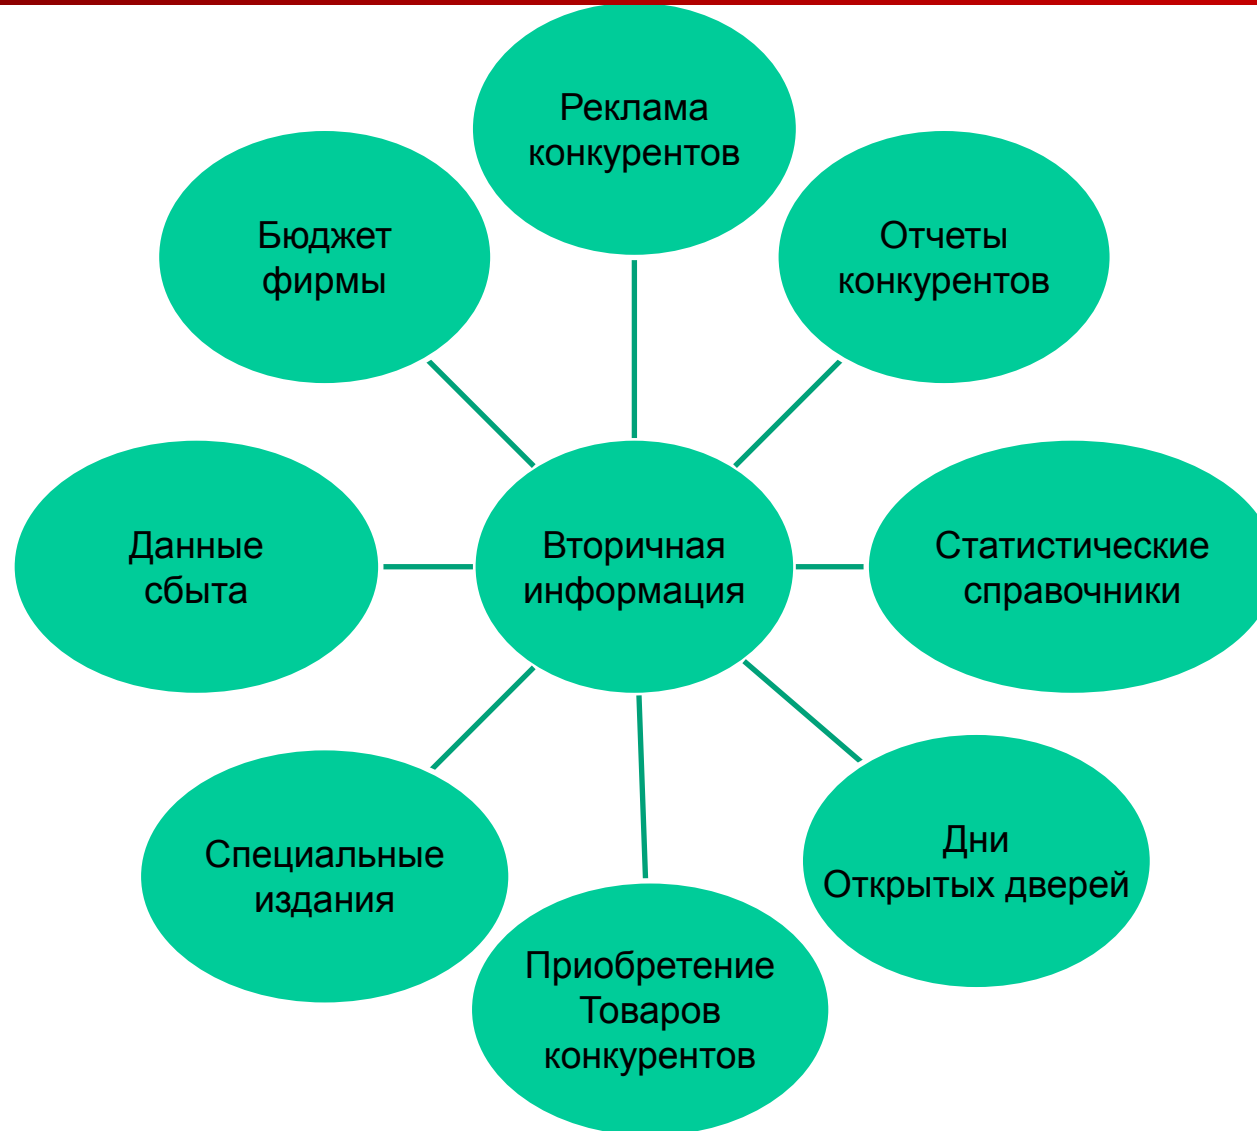 Реклама
конкурентов
Бюджет
фирмы
Отчеты
конкурентов
Данные
сбыта
Вторичная
информация
Статистические
справочники
Специальные
издания
Дни
Открытых дверей
Приобретение
Товаров
конкурентов